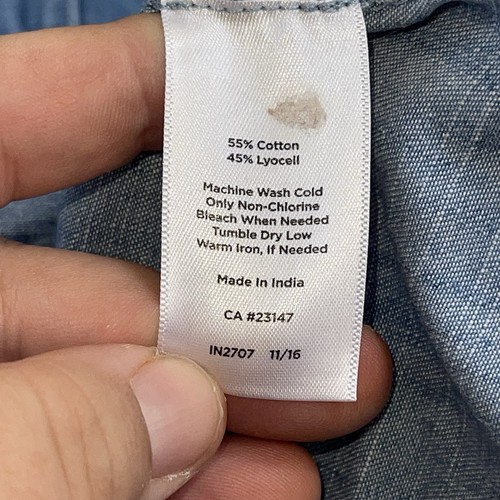 55% Cotton
45% Lyocell
Machine Wash Cold
Only Non-Chlorine
Bleach When Needed
Tumble Dry Low
Warm Iron, If Needed
Made In India
CA #23147
IN2707 11/16